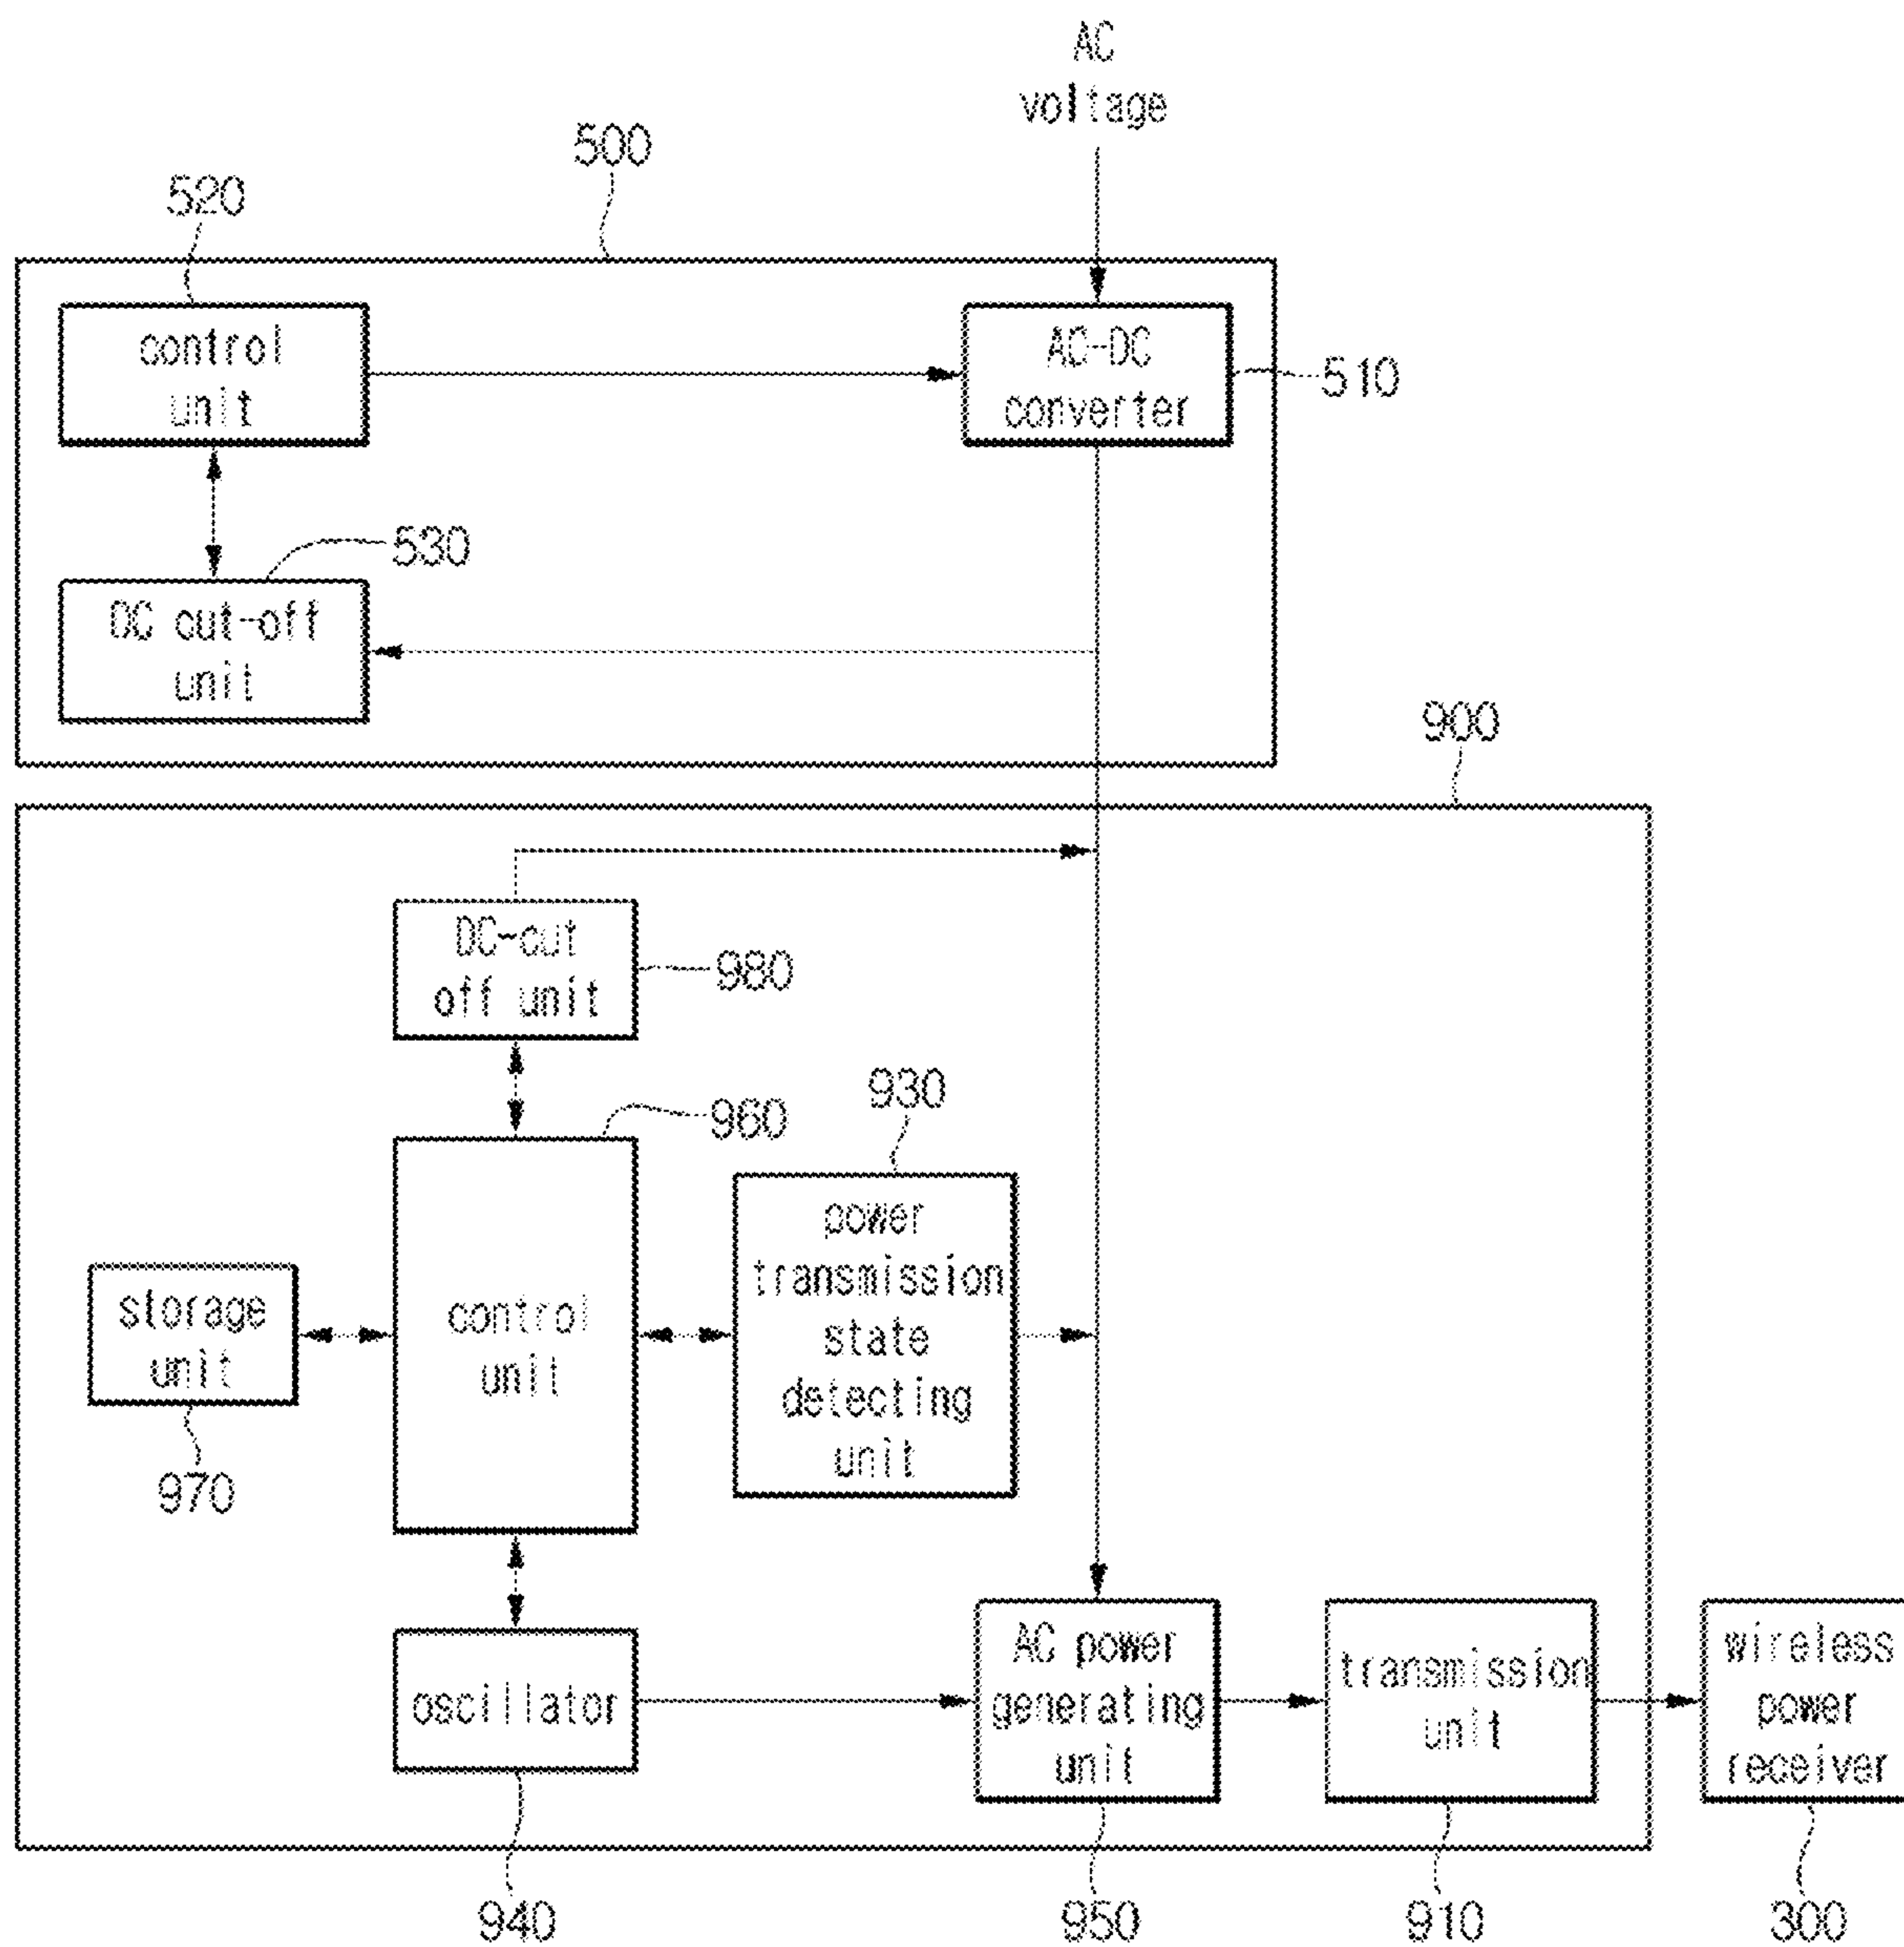 AC
voltage
500
520
control
unit
AC-DC
converter
510
530
DC cut-off
unit
900
DC-cut
off unit
980
960
930
power
transmission
state
detecting
unit
storage
unit
control
unit
970
oscillator
AC power
generating
unit
transmission
unit
wireless
power
receiver
940
950
910
300